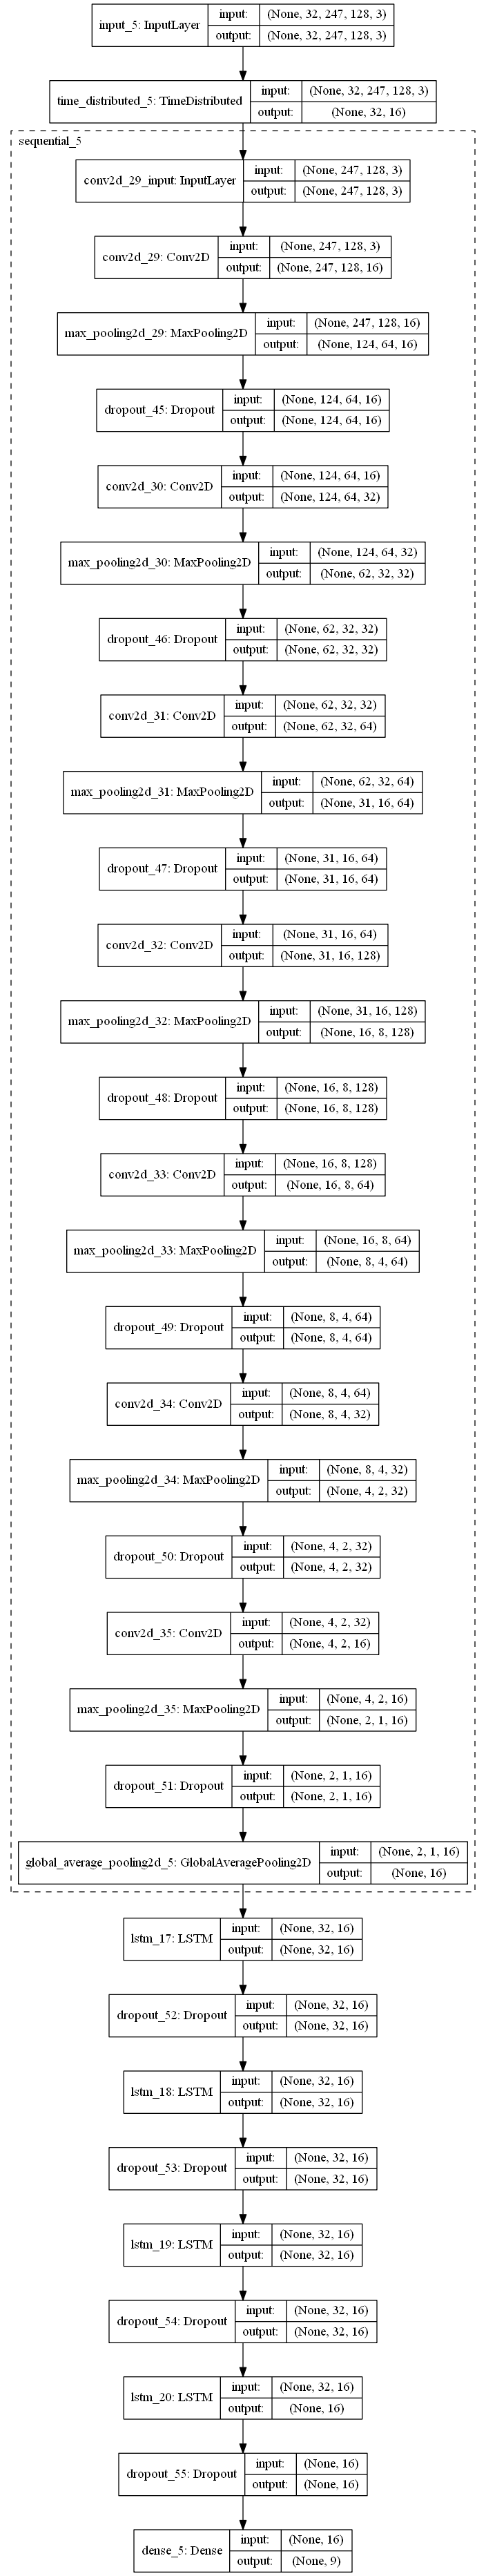 input_5: InputLayer input: (None, 32, 247, 128, 3)
output: (None, 32, 247, 128, 3)
time_distributed_5: TimeDistributed input: (None, 32, 247, 128, 3)
output: (None, 32, 16)
sequential_5
conv2d_29_input: InputLayer input: (None, 247, 128, 3)
output: (None, 247, 128, 3)
conv2d_29: Conv2D input: (None, 247, 128, 3)
output: (None, 247, 128, 16)
max_pooling2d_29: MaxPooling2D input: (None, 247, 128, 16)
output: (None, 124, 64, 16)
dropout_45: Dropout input: (None, 124, 64, 16)
output: (None, 124, 64, 16)
conv2d_30: Conv2D input: (None, 124, 64, 16)
output: (None, 124, 64, 32)
max_pooling2d_30: MaxPooling2D input: (None, 124, 64, 32)
output: (None, 62, 32, 32)
dropout_46: Dropout input: (None, 62, 32, 32)
output: (None, 62, 32, 32)
conv2d_31: Conv2D input: (None, 62, 32, 32)
output: (None, 62, 32, 64)
max_pooling2d_31: MaxPooling2D input: (None, 62, 32, 64)
output: (None, 31, 16, 64)
dropout_47: Dropout input: (None, 31, 16, 64)
output: (None, 31, 16, 64)
conv2d_32: Conv2D input: (None, 31, 16, 64)
output: (None, 31, 16, 128)
max_pooling2d_32: MaxPooling2D input: (None, 31, 16, 128)
output: (None, 16, 8, 128)
dropout_48: Dropout input: (None, 16, 8, 128)
output: (None, 16, 8, 128)
conv2d_33: Conv2D input: (None, 16, 8, 128)
output: (None, 16, 8, 64)
max_pooling2d_33: MaxPooling2D input: (None, 16, 8, 64)
output: (None, 8, 4, 64)
dropout_49: Dropout input: (None, 8, 4, 64)
output: (None, 8, 4, 64)
conv2d_34: Conv2D input: (None, 8, 4, 64)
output: (None, 8, 4, 32)
max_pooling2d_34: MaxPooling2D input: (None, 8, 4, 32)
output: (None, 4, 2, 32)
dropout_50: Dropout input: (None, 4, 2, 32)
output: (None, 4, 2, 32)
conv2d_35: Conv2D input: (None, 4, 2, 32)
output: (None, 4, 2, 16)
max_pooling2d_35: MaxPooling2D input: (None, 4, 2, 16)
output: (None, 2, 1, 16)
dropout_51: Dropout input: (None, 2, 1, 16)
output: (None, 2, 1, 16)
global_average_pooling2d_5: GlobalAveragePooling2D input: (None, 2, 1, 16)
output: (None, 16)
lstm_17: LSTM input: (None, 32, 16)
output: (None, 32, 16)
dropout_52: Dropout input: (None, 32, 16)
output: (None, 32, 16)
lstm_18: LSTM input: (None, 32, 16)
output: (None, 32, 16)
dropout_53: Dropout input: (None, 32, 16)
output: (None, 32, 16)
lstm_19: LSTM input: (None, 32, 16)
output: (None, 32, 16)
dropout_54: Dropout input: (None, 32, 16)
output: (None, 32, 16)
lstm_20: LSTM input: (None, 32, 16)
output: (None, 16)
dropout_55: Dropout input: (None, 16)
output: (None, 16)
dense_5: Dense input: (None, 16)
output: (None, 9)